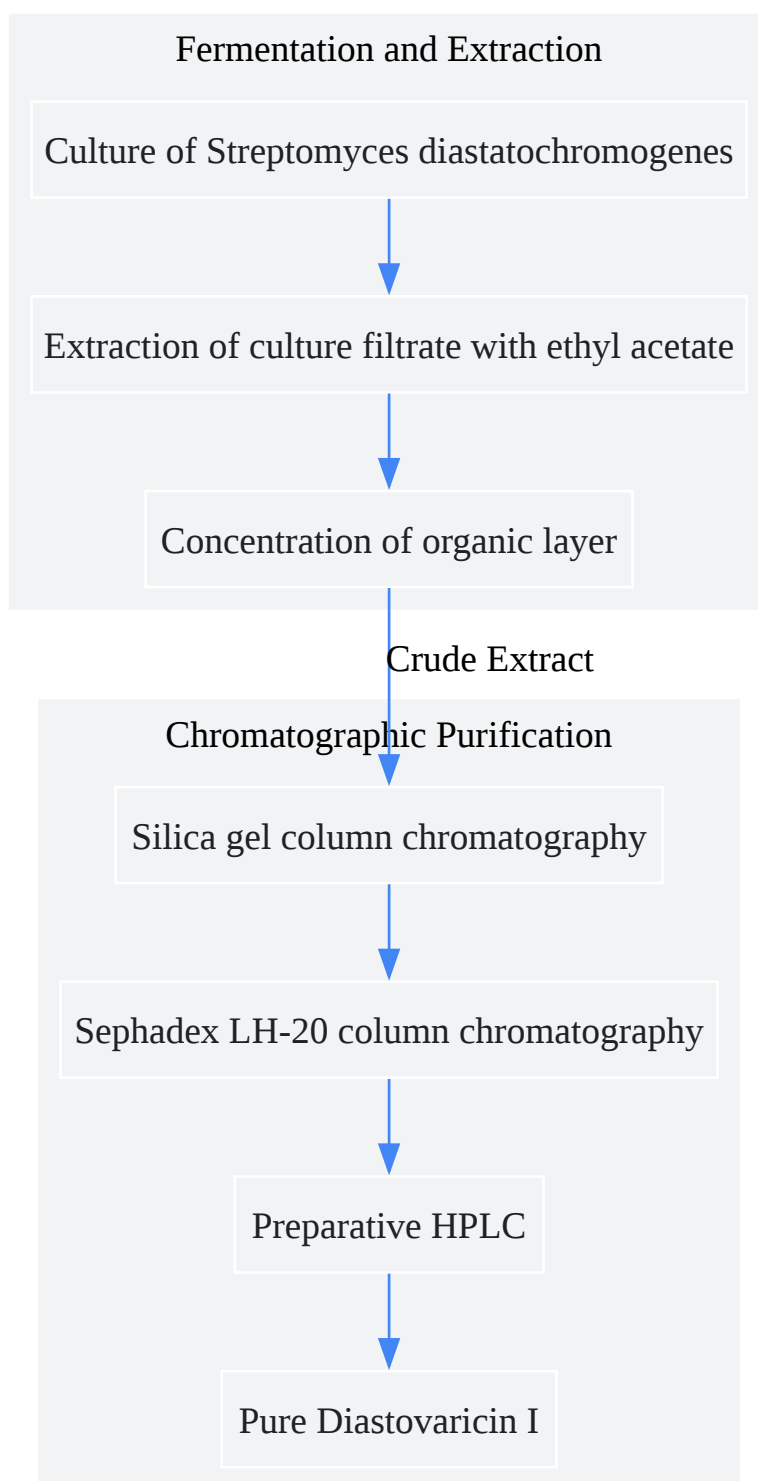 Fermentation and Extraction
Culture of Streptomyces diastatochromogenes
Extraction of culture filtrate with ethyl acetate
Concentration of organic layer
Crude Extract
Chromatographic Purification
Silica gel column chromatography
Sephadex LH-20 column chromatography
Preparative HPLC
Pure Diastovaricin I